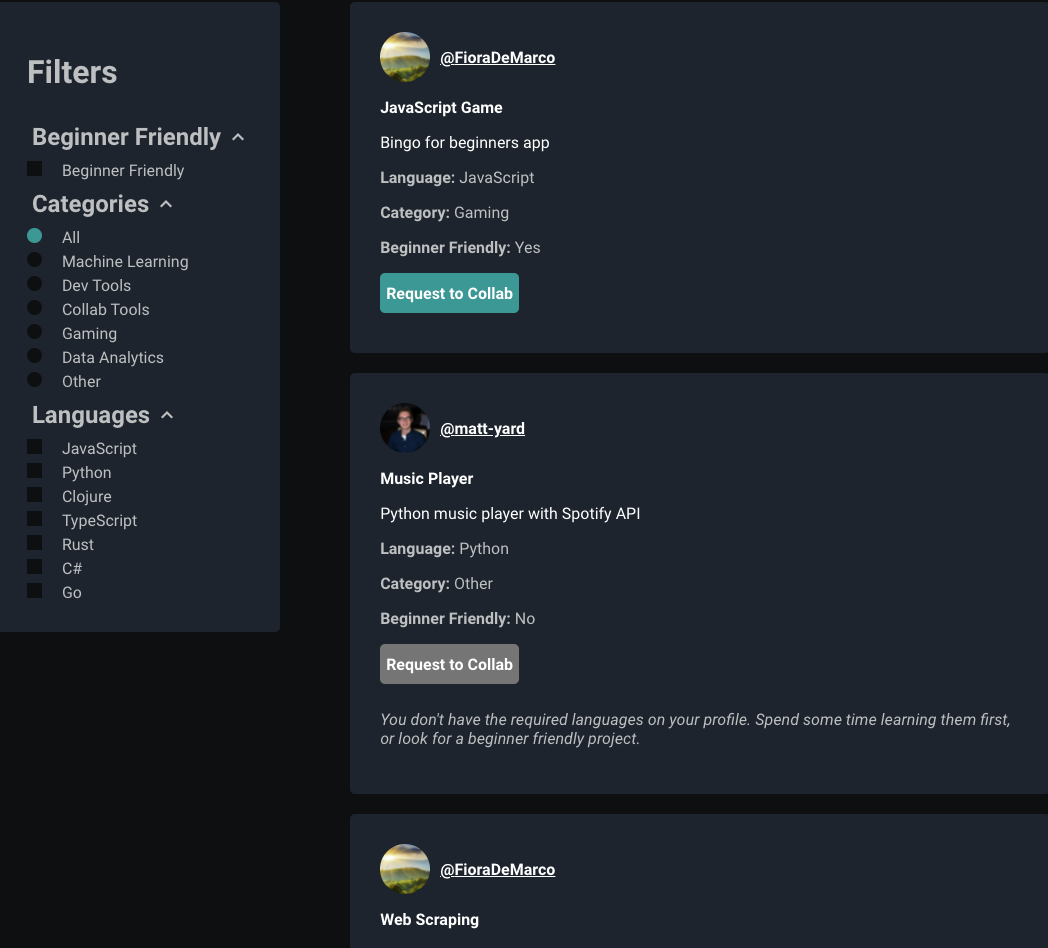 Filters
Beginner Friendly
Beginner Friendly
Categories
All
Machine Learning
Dev Tools
Collab Tools
Gaming
Data Analytics
Other
Languages
JavaScript
Python
Clojure
TypeScript
Rust
C#
Go
@FioraDeMarco
JavaScript Game
Bingo for beginners app
Language: JavaScript
Category: Gaming
Beginner Friendly: Yes
Request to Collab
@matt-yard
Music Player
Python music player with Spotify API
Language: Python
Category: Other
Beginner Friendly: No
Request to Collab
You don't have the required languages on your profile. Spend some time learning them first,
or look for a beginner friendly project.
@FioraDeMarco
Web Scraping